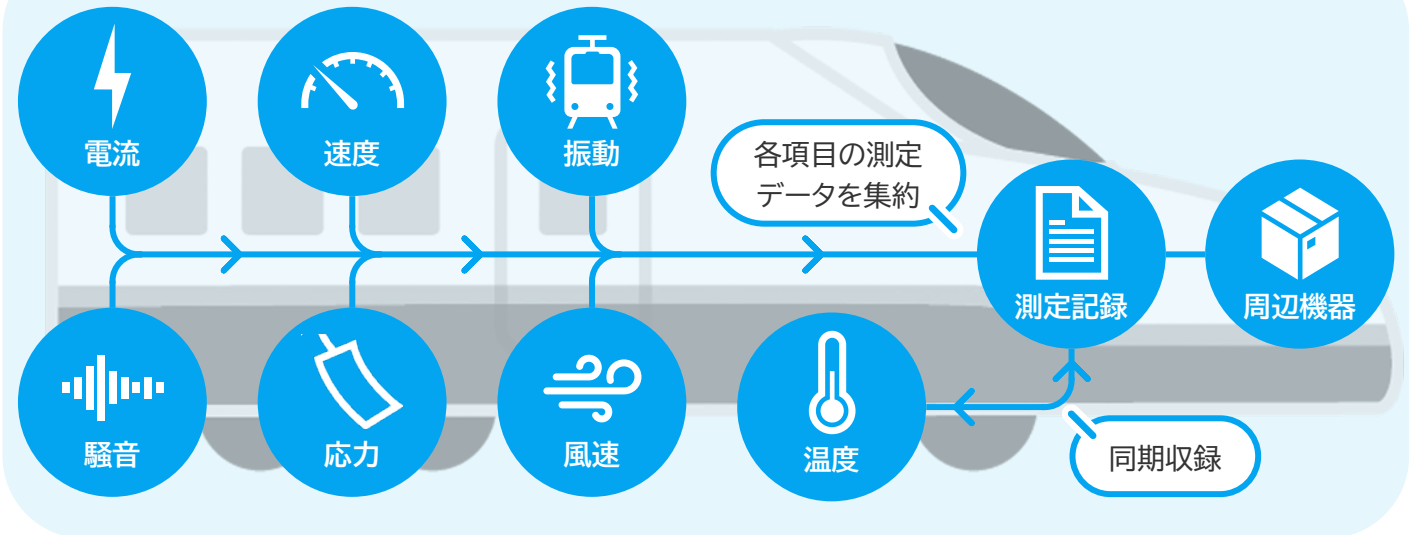 電流
速度
振動
各項目の測定
データを集約
測定記録
周辺機器
騒音
応力
風速
温度
同期収録